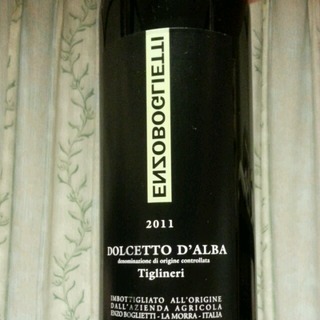 ENZOBOGLIETTI
2011
DOLCETTO D'ALBA
denominazione di origine controllata
Tiglineri
IMBOTTIGLIATO ALL'ORIGINE
DALL'AZIENDA AGRICOLA
ENZO BOGLIETTI - LA MORRA - ITALIA